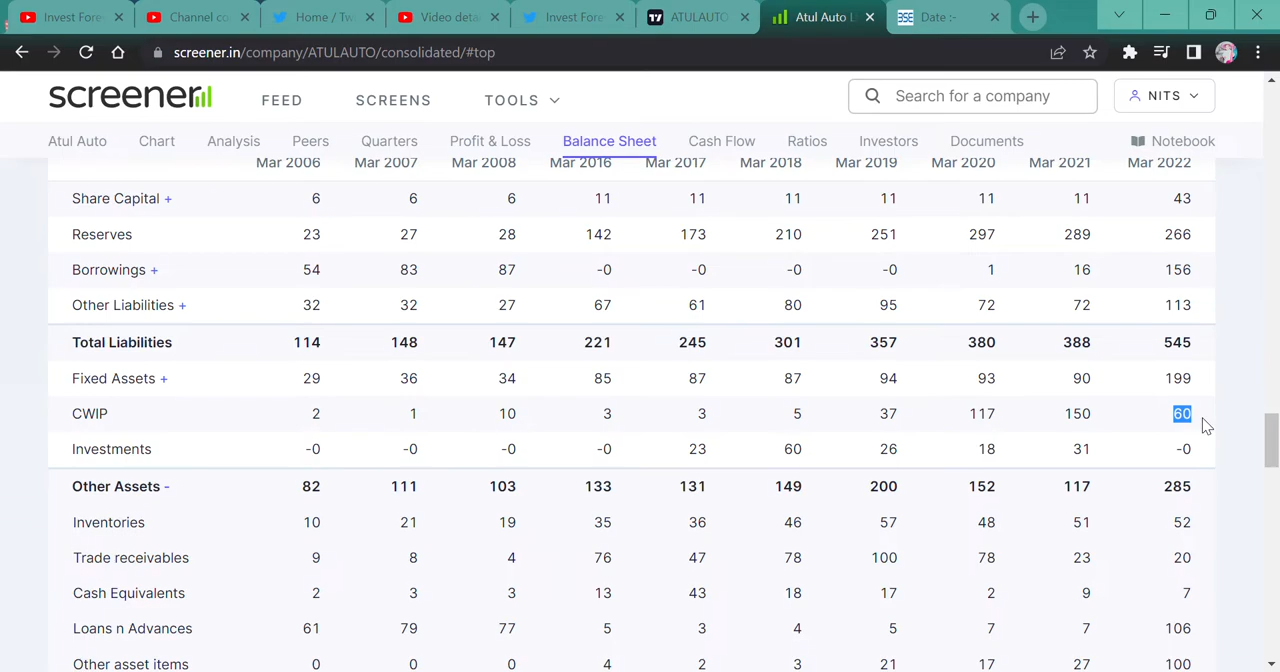 Invest Fore
Channel co
Home / Tw
Video deta
Invest Fore
ATULAUTO
Atul Auto L
BSE Date :-
screener.in/company/ATULAUTO/consolidated/#top
screener FEED SCREENS TOOLS Search for a company NITS
Atul Auto Chart Analysis Peers Quarters Profit & Loss Balance Sheet Cash Flow Ratios Investors Documents Notebook
Mar 2006 Mar 2007 Mar 2008 Mar 2016 Mar 2017 Mar 2018 Mar 2019 Mar 2020 Mar 2021 Mar 2022
Share Capital + 6 6 6 11 11 11 11 11 11 43
Reserves 23 27 28 142 173 210 251 297 289 266
Borrowings + 54 83 87 -0 -0 -0 -0 1 16 156
Other Liabilities + 32 32 27 67 61 80 95 72 72 113
Total Liabilities 114 148 147 221 245 301 357 380 388 545
Fixed Assets + 29 36 34 85 87 87 94 93 90 199
CWIP 2 1 10 3 3 5 37 117 150 60
Investments -0 -0 -0 -0 23 60 26 18 31 -0
Other Assets - 82 111 103 133 131 149 200 152 117 285
Inventories 10 21 19 35 36 46 57 48 51 52
Trade receivables 9 8 4 76 47 78 100 78 23 20
Cash Equivalents 2 3 3 13 43 18 17 2 9 7
Loans n Advances 61 79 77 5 3 4 5 7 7 106
Other asset items 0 0 0 4 2 3 21 17 27 100